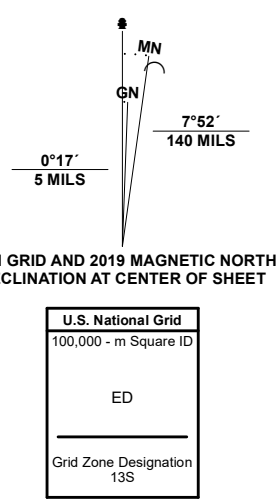 MN
GN
7°52´
140 MILS
0°17´
5 MILS
GRID AND 2019 MAGNETIC NORTH
CLINATION AT CENTER OF SHEET
U.S. National Grid
100,000 - m Square ID
ED
Grid Zone Designation
13S